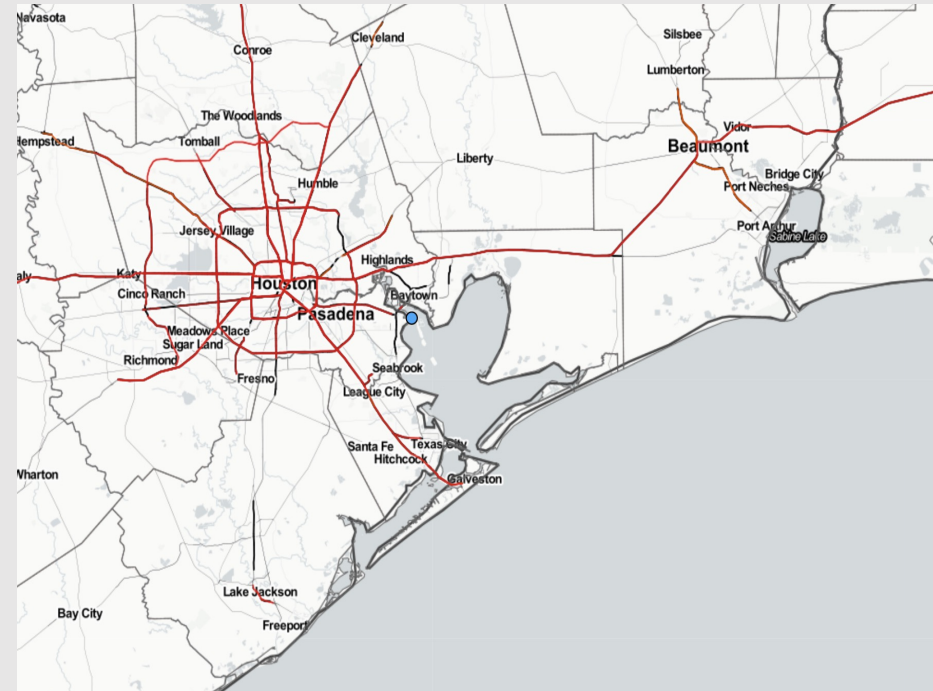 Navasota
Silsbee
Cleveland
Conroe
Lumberton
The Woodlands
Vidor
Hempstead
Tomball
Beaumont
Liberty
Bridge City
Humble
Port Neches
Jersey Village
Port Arthur
Sabine Lake
Highlands
aly
Katy
Houston
Cinco Ranch
Baytown
Pasadena
Meadows Place
Sugar Land
Richmond
Seabrook
Fresno
League City
Santa Fe
Texas City
Hitchcock
Wharton
Galveston
Lake Jackson
Bay City
Freeport